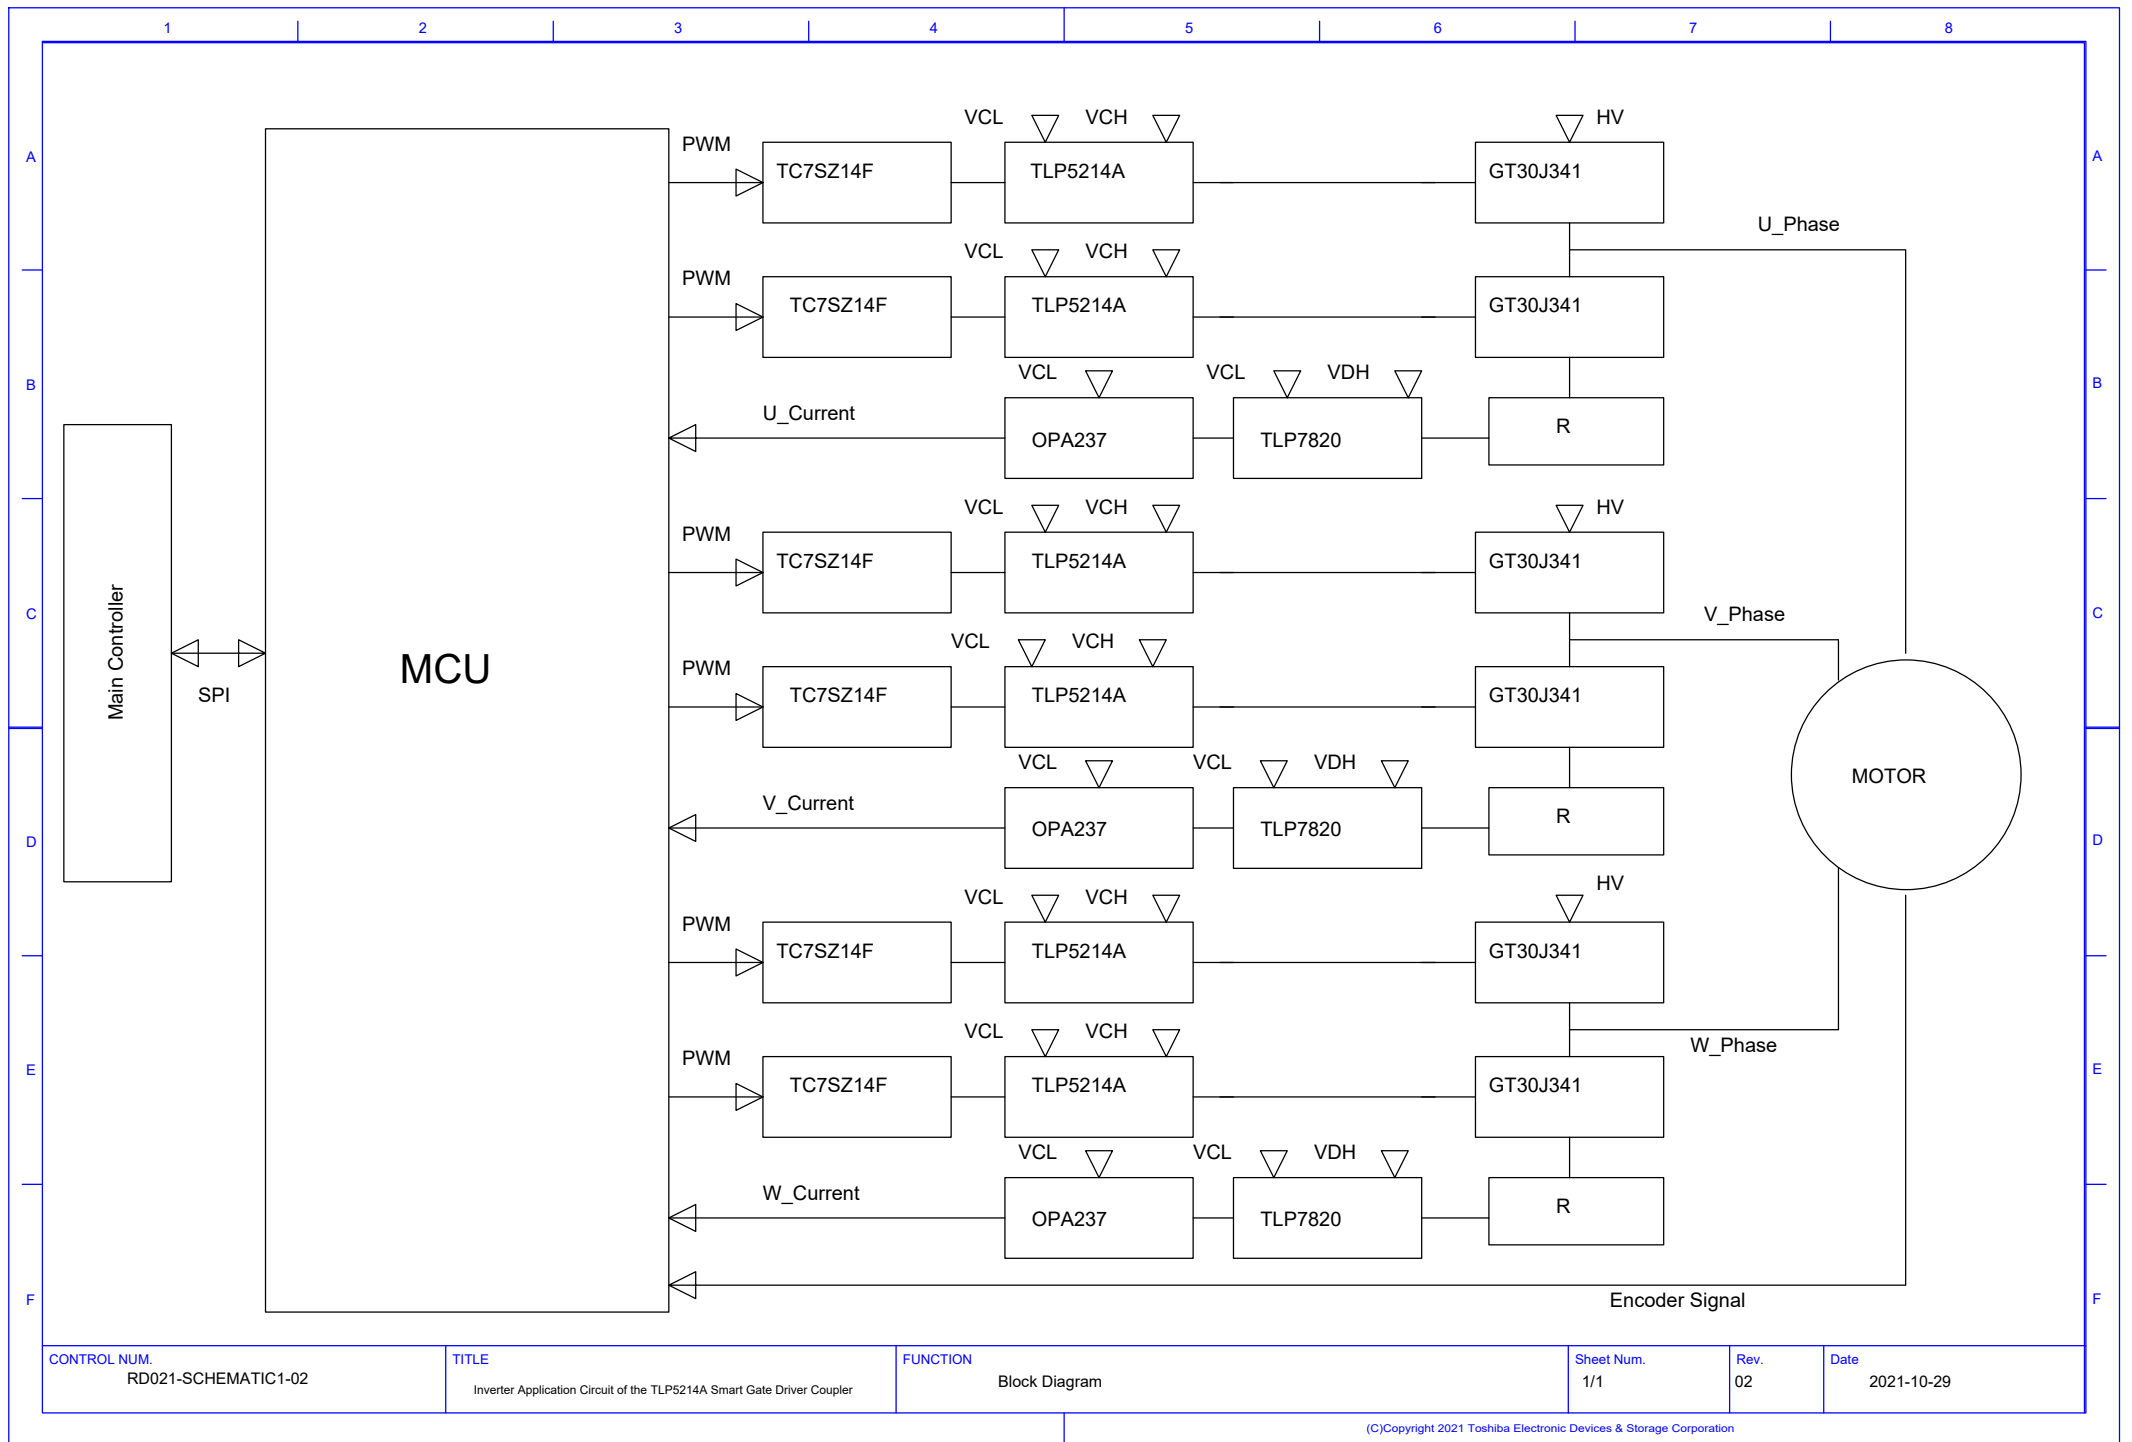 1 2 3 4 5 6 7 8
VCL VCH HV
PWM
A TC7SZ14F TLP5214A GT30J341 A
U_Phase
VCL VCH
PWM
TC7SZ14F TLP5214A GT30J341
VCL VCL VDH
B B
U_Current R
OPA237 TLP7820
VCL VCH HV
PWM
TC7SZ14F TLP5214A GT30J341
C V_Phase C
Main Controller
VCL VCH
PWM
MCU
SPI TC7SZ14F TLP5214A GT30J341
VCL VCL VDH
MOTOR
V_Current R
OPA237 TLP7820
D D
HV
VCL VCH
PWM
TC7SZ14F TLP5214A GT30J341
VCL VCH
W_Phase
PWM
E TC7SZ14F TLP5214A GT30J341 E
VCL VCL VDH
W_Current R
OPA237 TLP7820
F Encoder Signal F
CONTROL NUM. TITLE FUNCTION Sheet Num. Rev. Date
RD021-SCHEMATIC1-02 Inverter Application Circuit of the TLP5214A Smart Gate Driver Coupler Block Diagram 1/1 02 2021-10-29
(C)Copyright 2021 Toshiba Electronic Devices & Storage Corporation